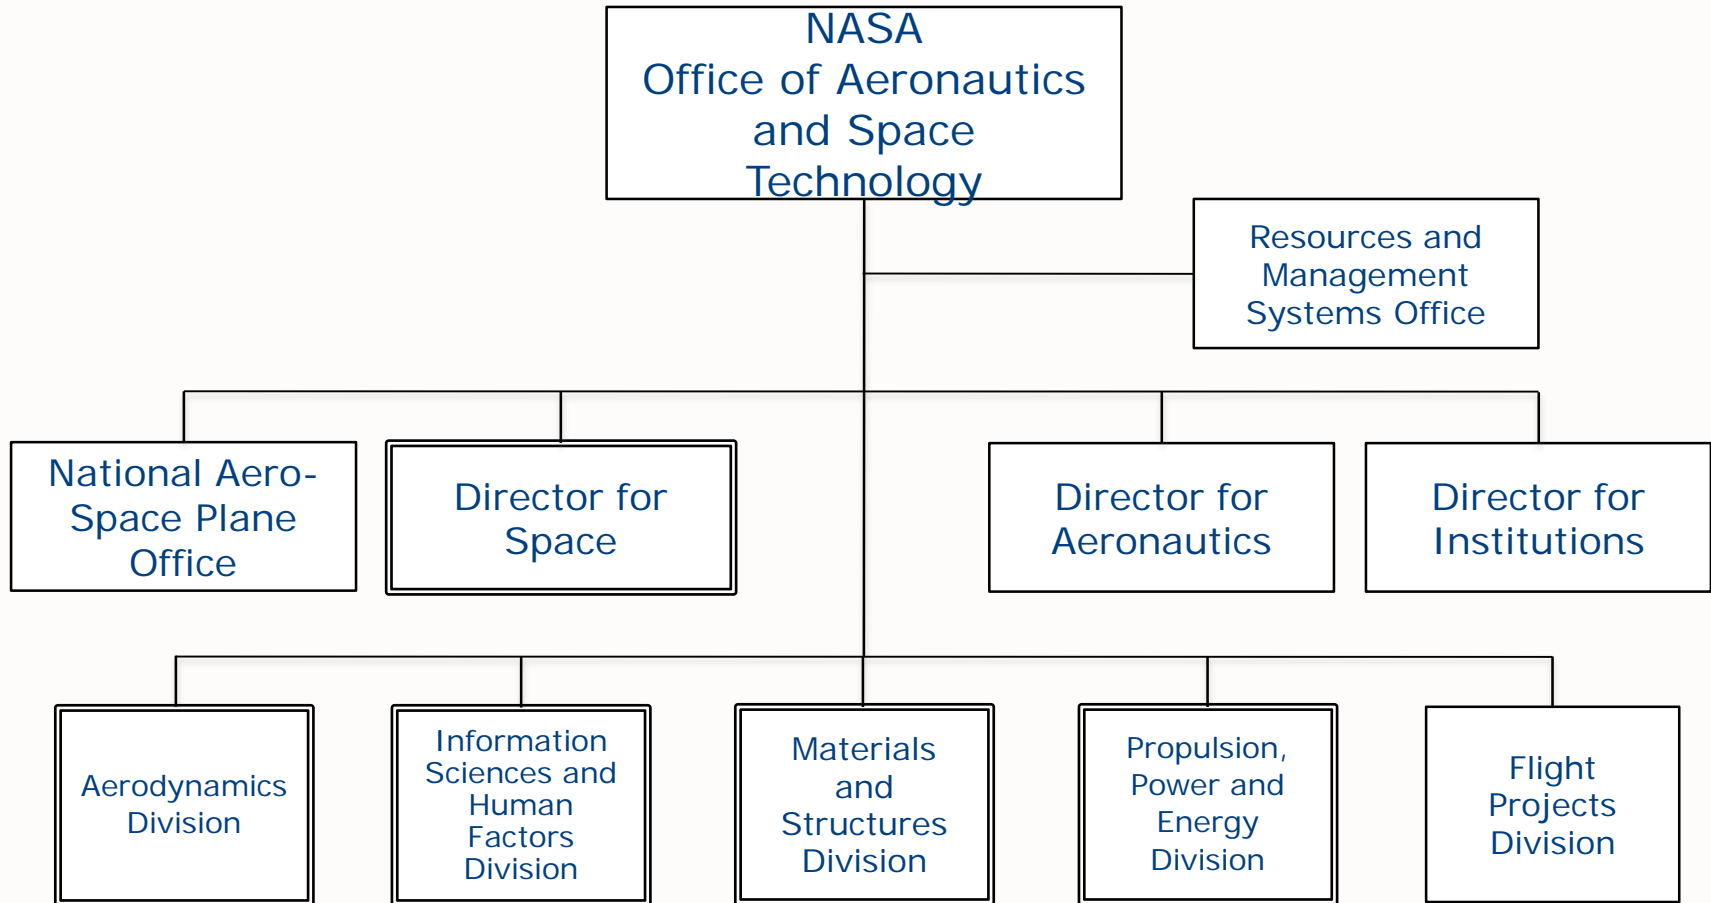 NASA
Office of Aeronautics
and Space
Technology
Resources and
Management
Systems Office
National Aero-
Space Plane
Office
Director for
Space
Director for
Aeronautics
Director for
Institutions
Aerodynamics
Division
Information
Sciences and
Human
Factors
Division
Materials
and
Structures
Division
Propulsion,
Power and
Energy
Division
Flight
Projects
Division